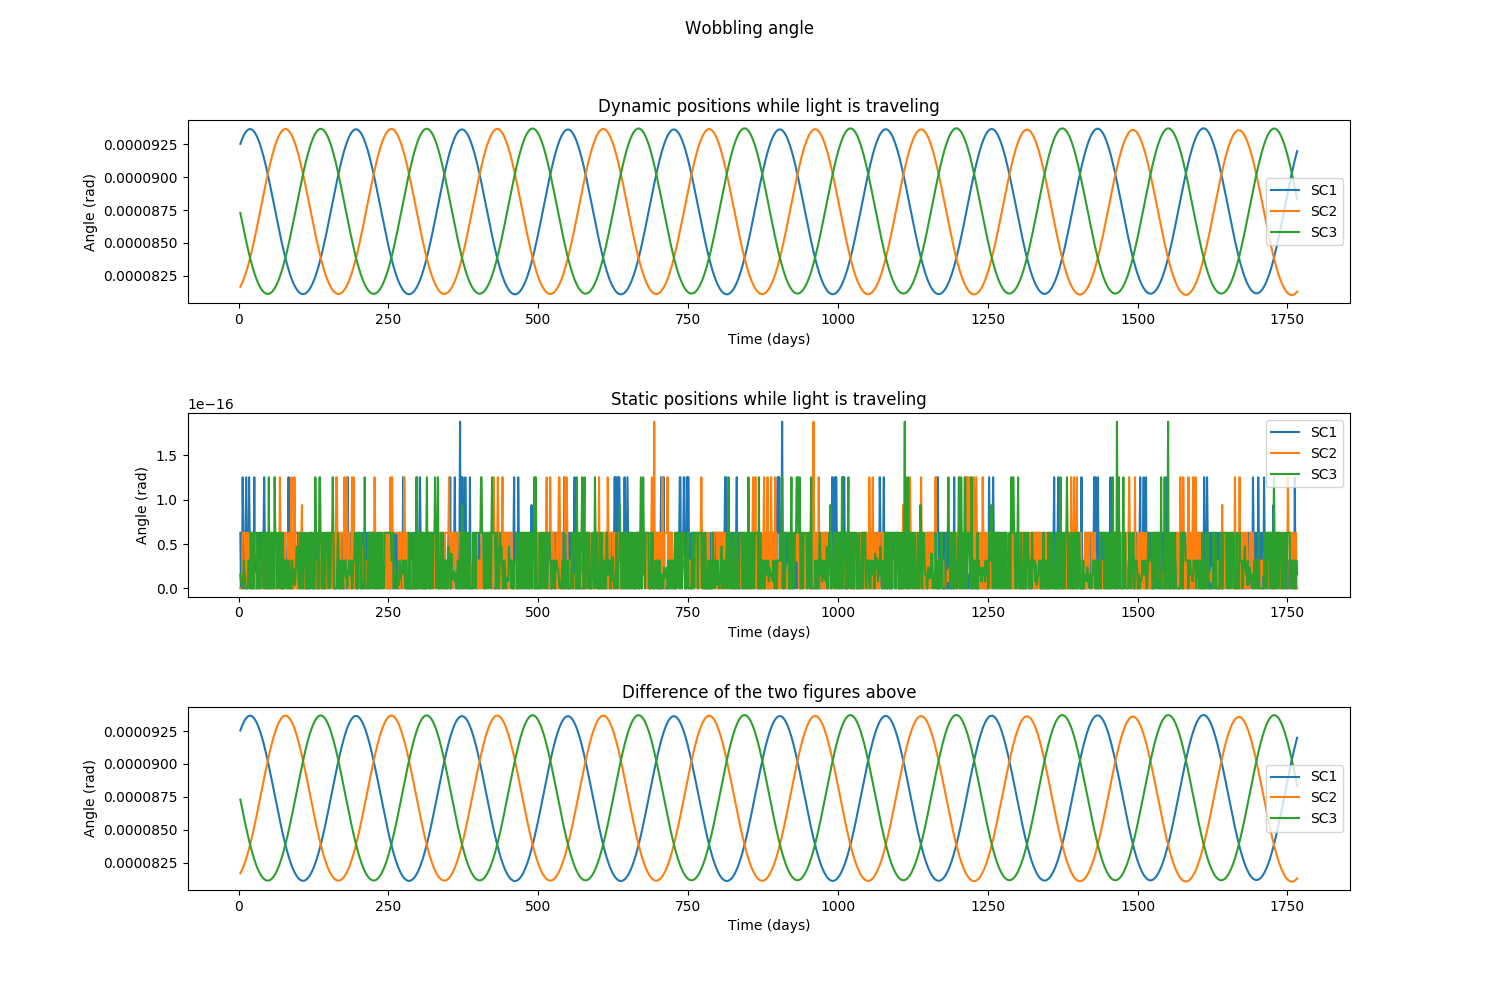 Wobbling angle
Dynamic positions while light is traveling
0.0000925
0.0000900
0.0000875
0.0000850
0.0000825
Angle (rad)
SC1
SC2
SC3
0 250 500 750 1000 1250 1500 1750
Time (days)
Static positions while light is traveling
1e−16
1.5
1.0
0.5
0.0
Angle (rad)
SC1
SC2
SC3
0 250 500 750 1000 1250 1500 1750
Time (days)
Difference of the two figures above
0.0000925
0.0000900
0.0000875
0.0000850
0.0000825
Angle (rad)
SC1
SC2
SC3
0 250 500 750 1000 1250 1500 1750
Time (days)